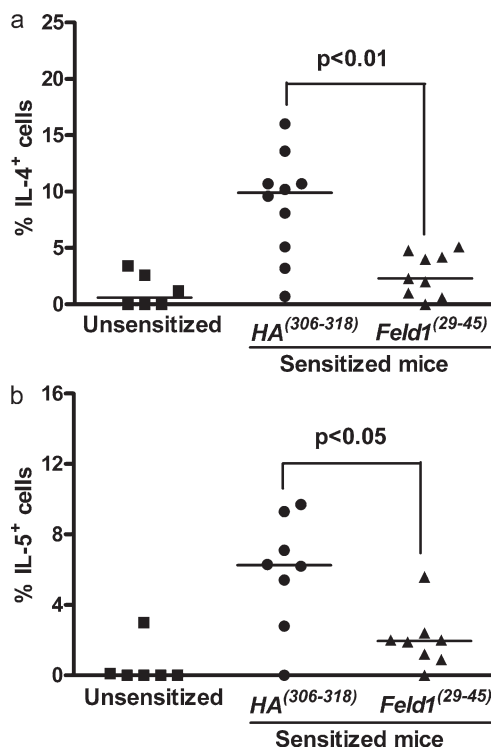 a
25
20
15
10
5
0
% IL-4⁺ cells
p<0.01
Unsensitized
HA(306-318)
Feld1(29-45)
Sensitized mice
b
16
12
8
4
0
% IL-5⁺ cells
p<0.05
Unsensitized
HA(306-318)
Feld1(29-45)
Sensitized mice